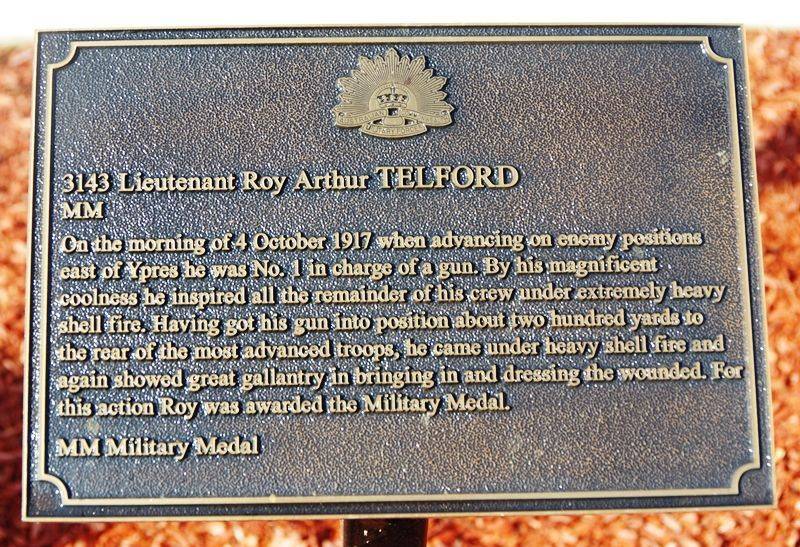 3143 Lieutenant Roy Arthur TELFORD
MM
On the morning of 4 October 1917 when advancing on enemy positions
east of Ypres he was No. 1 in charge of a gun. By his magnificent
coolness he inspired all the remainder of his crew under extremely heavy
shell fire. Having got his gun into position about two hundred yards to
the rear of the most advanced troops, he came under heavy shell fire and
again showed great gallantry in bringing in and dressing the wounded. For
this action Roy was awarded the Military Medal.
MM Military Medal